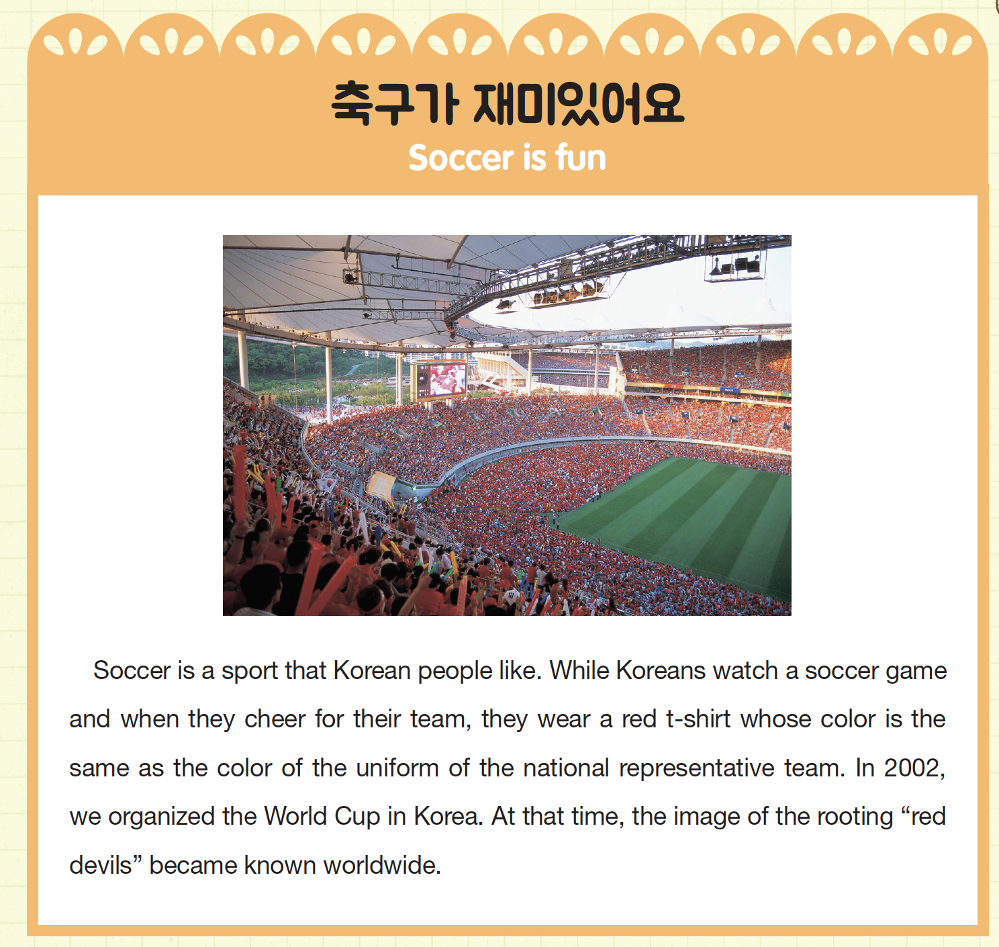 축구가 재미있어요
Soccer is fun
Soccer is a sport that Korean people like. While Koreans watch a soccer game
and when they cheer for their team, they wear a red t-shirt whose color is the
same as the color of the uniform of the national representative team. In 2002,
we organized the World Cup in Korea. At that time, the image of the rooting “red
devils” became known worldwide.